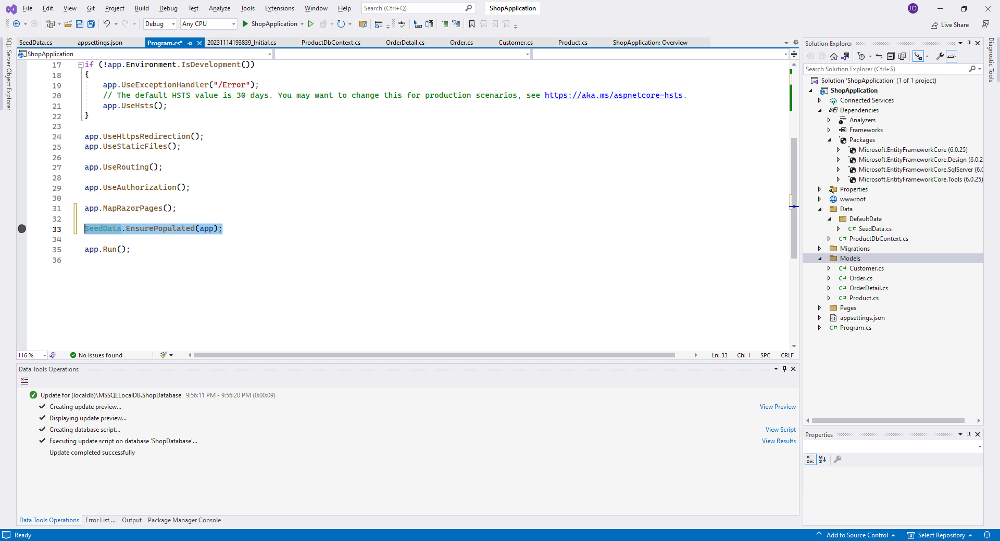 File Edit View Git Project Build Debug Test Analyze Tools Extensions Window Help Search (Ctrl+Q) ShopApplication JO
Debug Any CPU ShopApplication abc Live Share
SQL Server Object Explorer
SeedData.cs appsettings.json Program.cs* 20231114193839_Initial.cs ProductDbContext.cs OrderDetail.cs Order.cs Customer.cs Product.cs ShopApplication: Overview
ShopApplication
17 if (!app.Environment.IsDevelopment())
18 {
19 app.UseExceptionHandler("/Error");
20 // The default HSTS value is 30 days. You may want to change this for production scenarios, see https://aka.ms/aspnetcore-hsts.
21 app.UseHsts();
22 }
23
24 app.UseHttpsRedirection();
25 app.UseStaticFiles();
26
27 app.UseRouting();
28
29 app.UseAuthorization();
30
31 app.MapRazorPages();
32
33 SeedData.EnsurePopulated(app);
34
35 app.Run();
36
116 % No issues found Ln: 33 Ch: 1 SPC CRLF
Data Tools Operations
Update for (localdb)\MSSQLLocalDB.ShopDatabase 9:56:11 PM - 9:56:20 PM (0:00:09)
Creating update preview... View Preview
Displaying update preview...
Creating database script... View Script
Executing update script on database 'ShopDatabase'... View Results
Update completed successfully
Data Tools Operations Error List ... Output Package Manager Console
Solution Explorer
Search Solution Explorer (Ctrl+$)
Solution 'ShopApplication' (1 of 1 project)
ShopApplication
Connected Services
Dependencies
Analyzers
Frameworks
Packages
Microsoft.EntityFrameworkCore (6.0.25)
Microsoft.EntityFrameworkCore.Design (6.0.2
Microsoft.EntityFrameworkCore.SqlServer (6.0
Microsoft.EntityFrameworkCore.Tools (6.0.25)
Properties
wwwroot
Data
DefaultData
C# SeedData.cs
C# ProductDbContext.cs
Migrations
Models
C# Customer.cs
C# Order.cs
C# OrderDetail.cs
C# Product.cs
Pages
appsettings.json
C# Program.cs
Properties
Diagnostic Tools
Ready Add to Source Control Select Repository